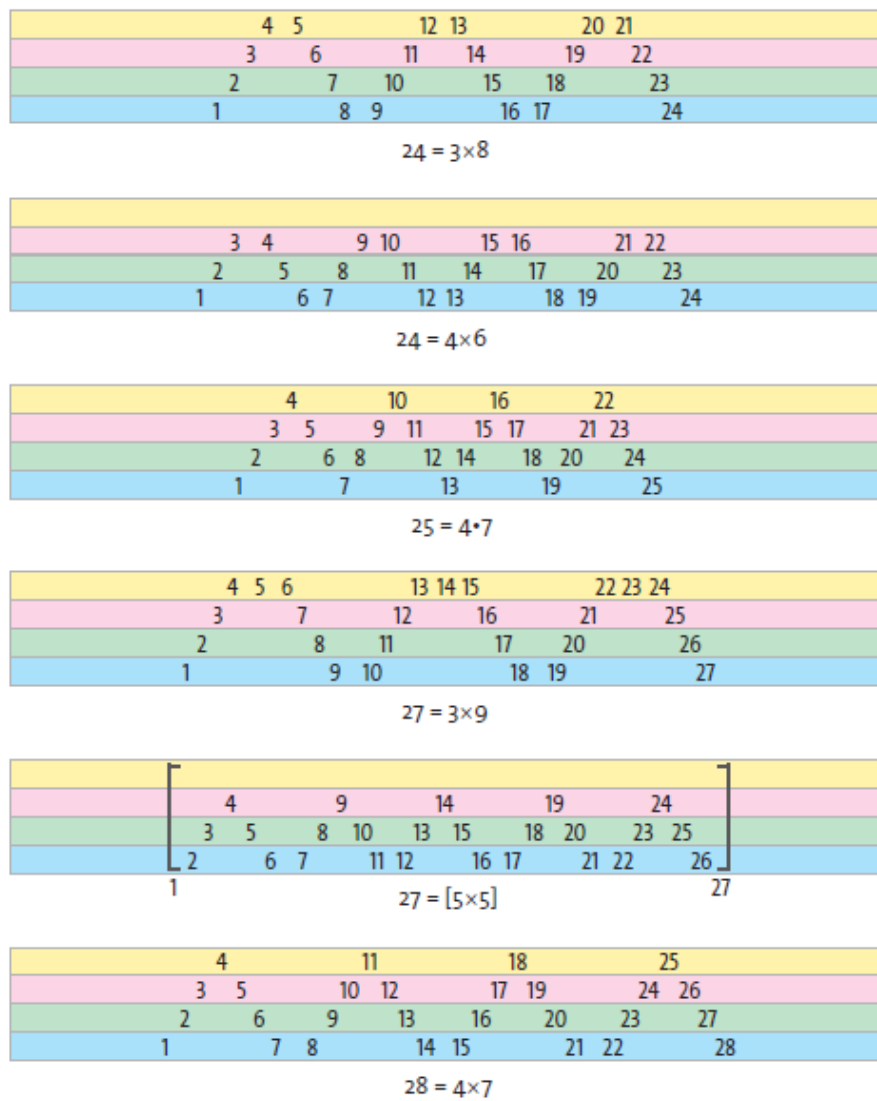 4 5 12 13 20 21
3 6 11 14 19 22
2 7 10 15 18 23
1 8 9 16 17 24
24 = 3×8
3 4 9 10 15 16 21 22
2 5 8 11 14 17 20 23
1 6 7 12 13 18 19 24
24 = 4×6
4 10 16 22
3 5 9 11 15 17 21 23
2 6 8 12 14 18 20 24
1 7 13 19 25
25 = 4•7
4 5 6 13 14 15 22 23 24
3 7 12 16 21 25
2 8 11 17 20 26
1 9 10 18 19 27
27 = 3×9
4 9 14 19 24
3 5 8 10 13 15 18 20 23 25
2 6 7 11 12 16 17 21 22 26
1 27
27 = [5×5]
4 11 18 25
3 5 10 12 17 19 24 26
2 6 9 13 16 20 23 27
1 7 8 14 15 21 22 28
28 = 4×7